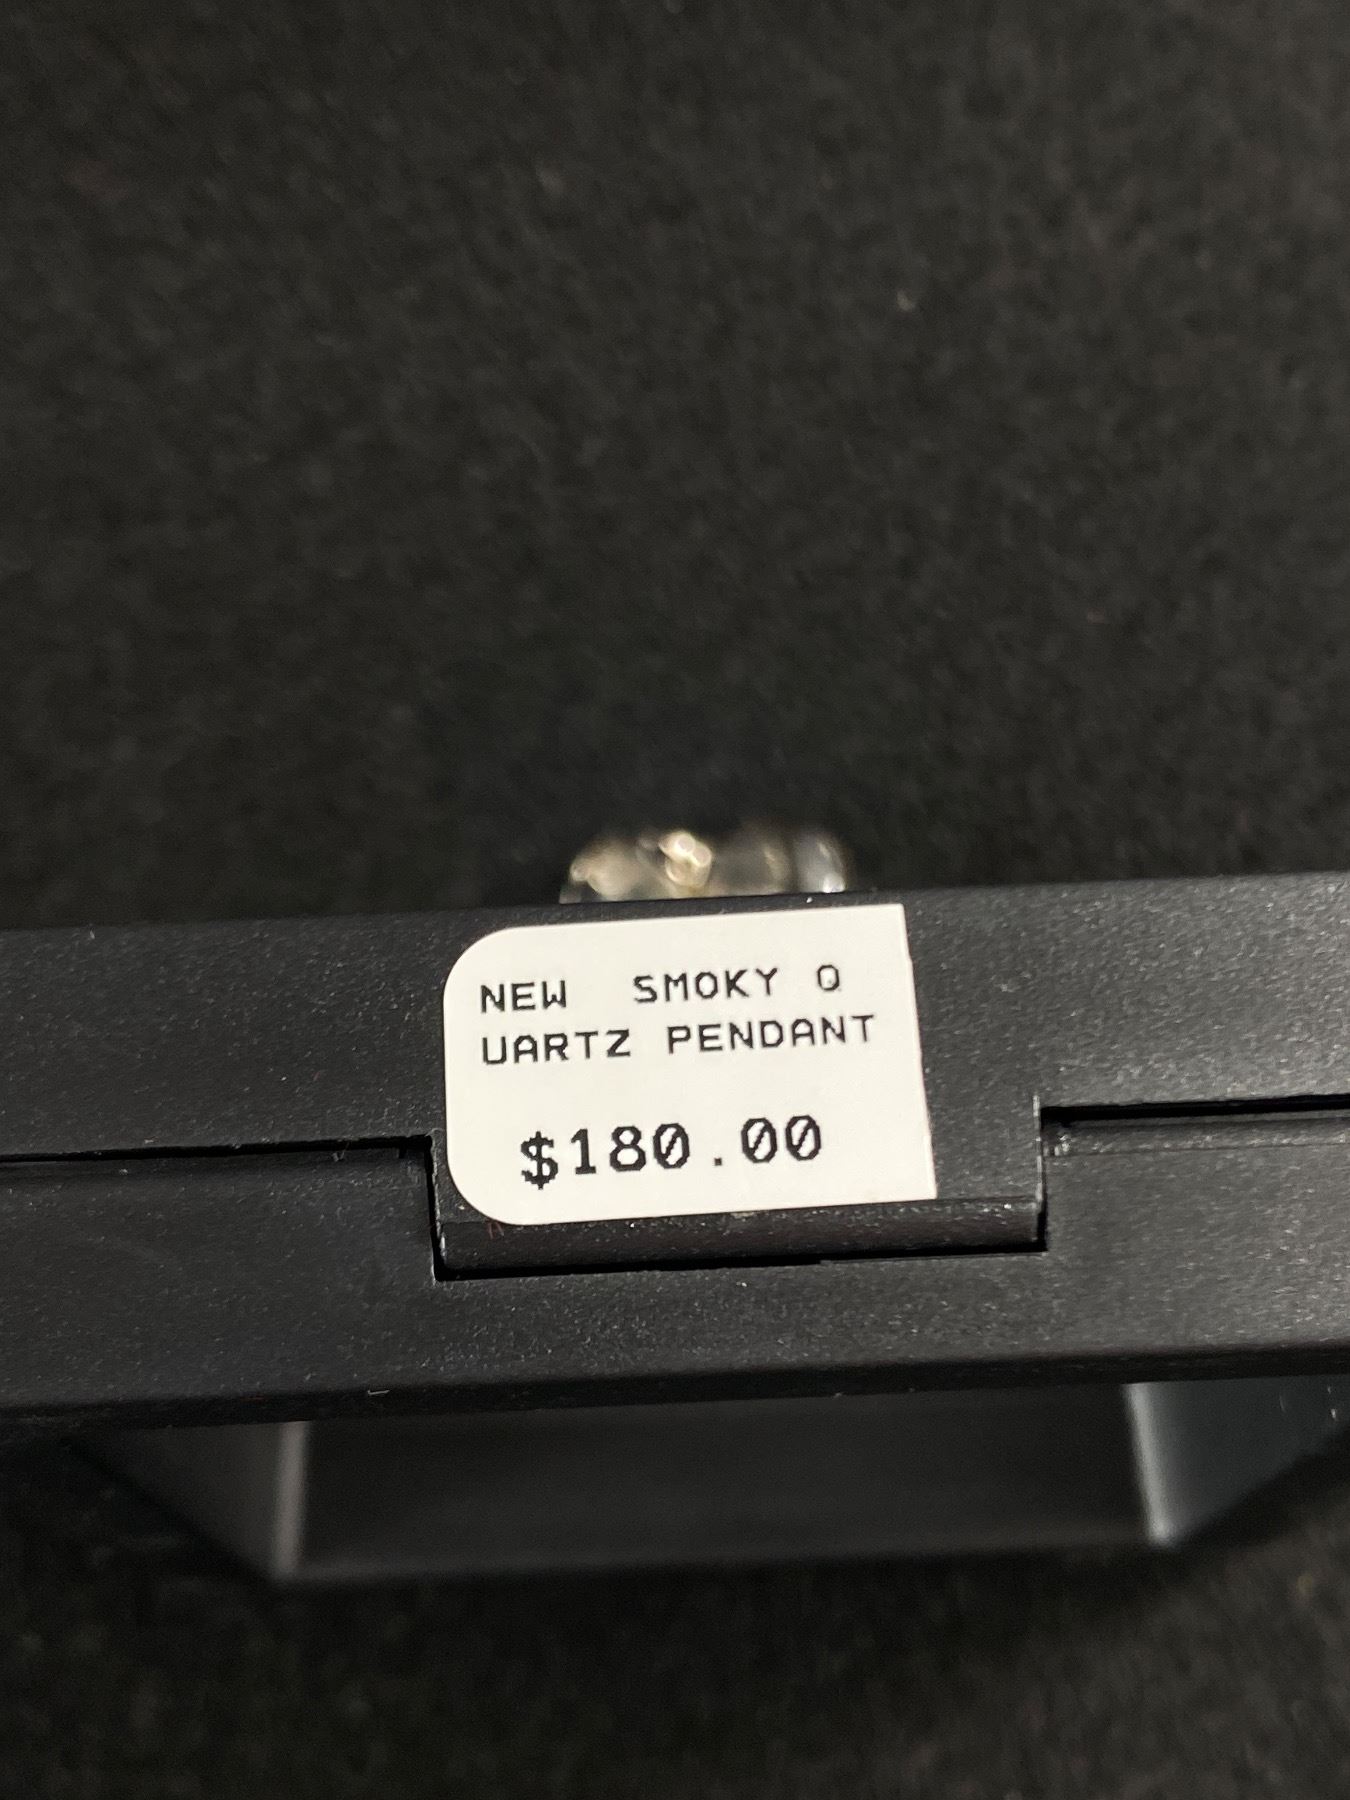 NEW  SMOKY Q
UARTZ PENDANT
$180.00